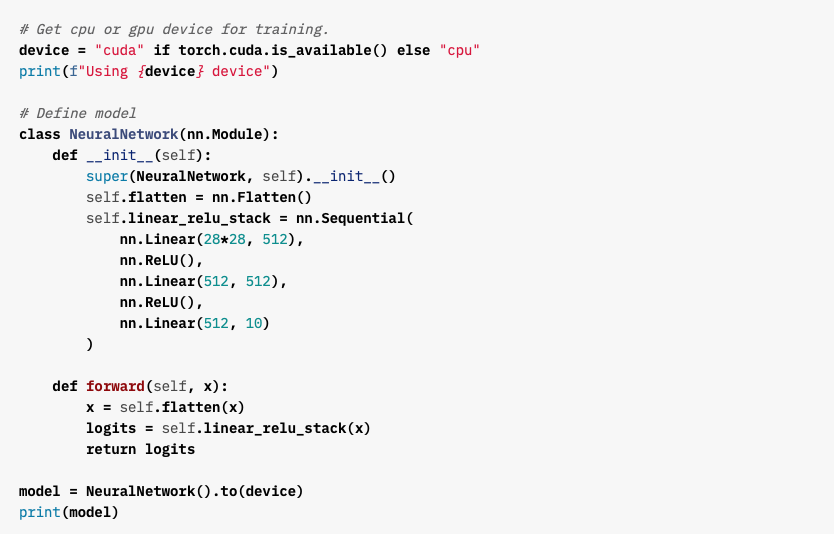 # Get cpu or gpu device for training.
device = "cuda" if torch.cuda.is_available() else "cpu"
print(f"Using {device} device")

# Define model
class NeuralNetwork(nn.Module):
    def __init__(self):
        super(NeuralNetwork, self).__init__()
        self.flatten = nn.Flatten()
        self.linear_relu_stack = nn.Sequential(
            nn.Linear(28*28, 512),
            nn.ReLU(),
            nn.Linear(512, 512),
            nn.ReLU(),
            nn.Linear(512, 10)
        )

    def forward(self, x):
        x = self.flatten(x)
        logits = self.linear_relu_stack(x)
        return logits

model = NeuralNetwork().to(device)
print(model)